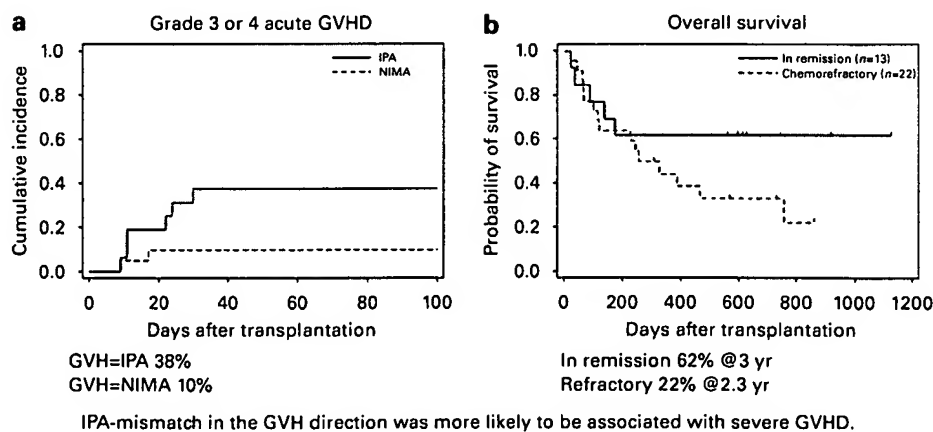 a
Grade 3 or 4 acute GVHD
1.0
0.8
0.6
0.4
0.2
0.0
Cumulative incidence
IPA
NIMA
0 20 40 60 80 100
Days after transplantation
GVH=IPA 38%
GVH=NIMA 10%
b
Overall survival
1.0
0.8
0.6
0.4
0.2
0.0
Probability of survival
In remission (n=13)
Chemorefractory (n=22)
0 200 400 600 800 1000 1200
Days after transplantation
In remission 62% @3 yr
Refractory 22% @2.3 yr
IPA-mismatch in the GVH direction was more likely to be associated with severe GVHD.